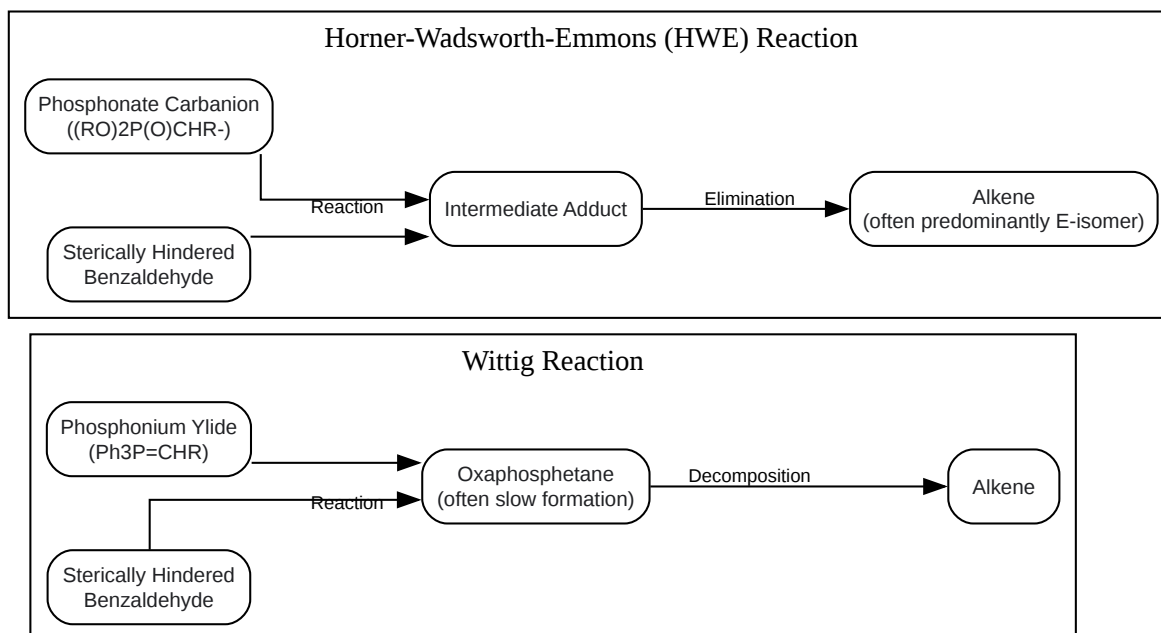 Horner-Wadsworth-Emmons (HWE) Reaction
Phosphonate Carbanion
((RO)2P(O)CHR-)
Reaction
Sterically Hindered
Benzaldehyde
Intermediate Adduct
Elimination
Alkene
(often predominantly E-isomer)
Wittig Reaction
Phosphonium Ylide
(Ph3P=CHR)
Reaction
Sterically Hindered
Benzaldehyde
Oxaphosphetane
(often slow formation)
Decomposition
Alkene